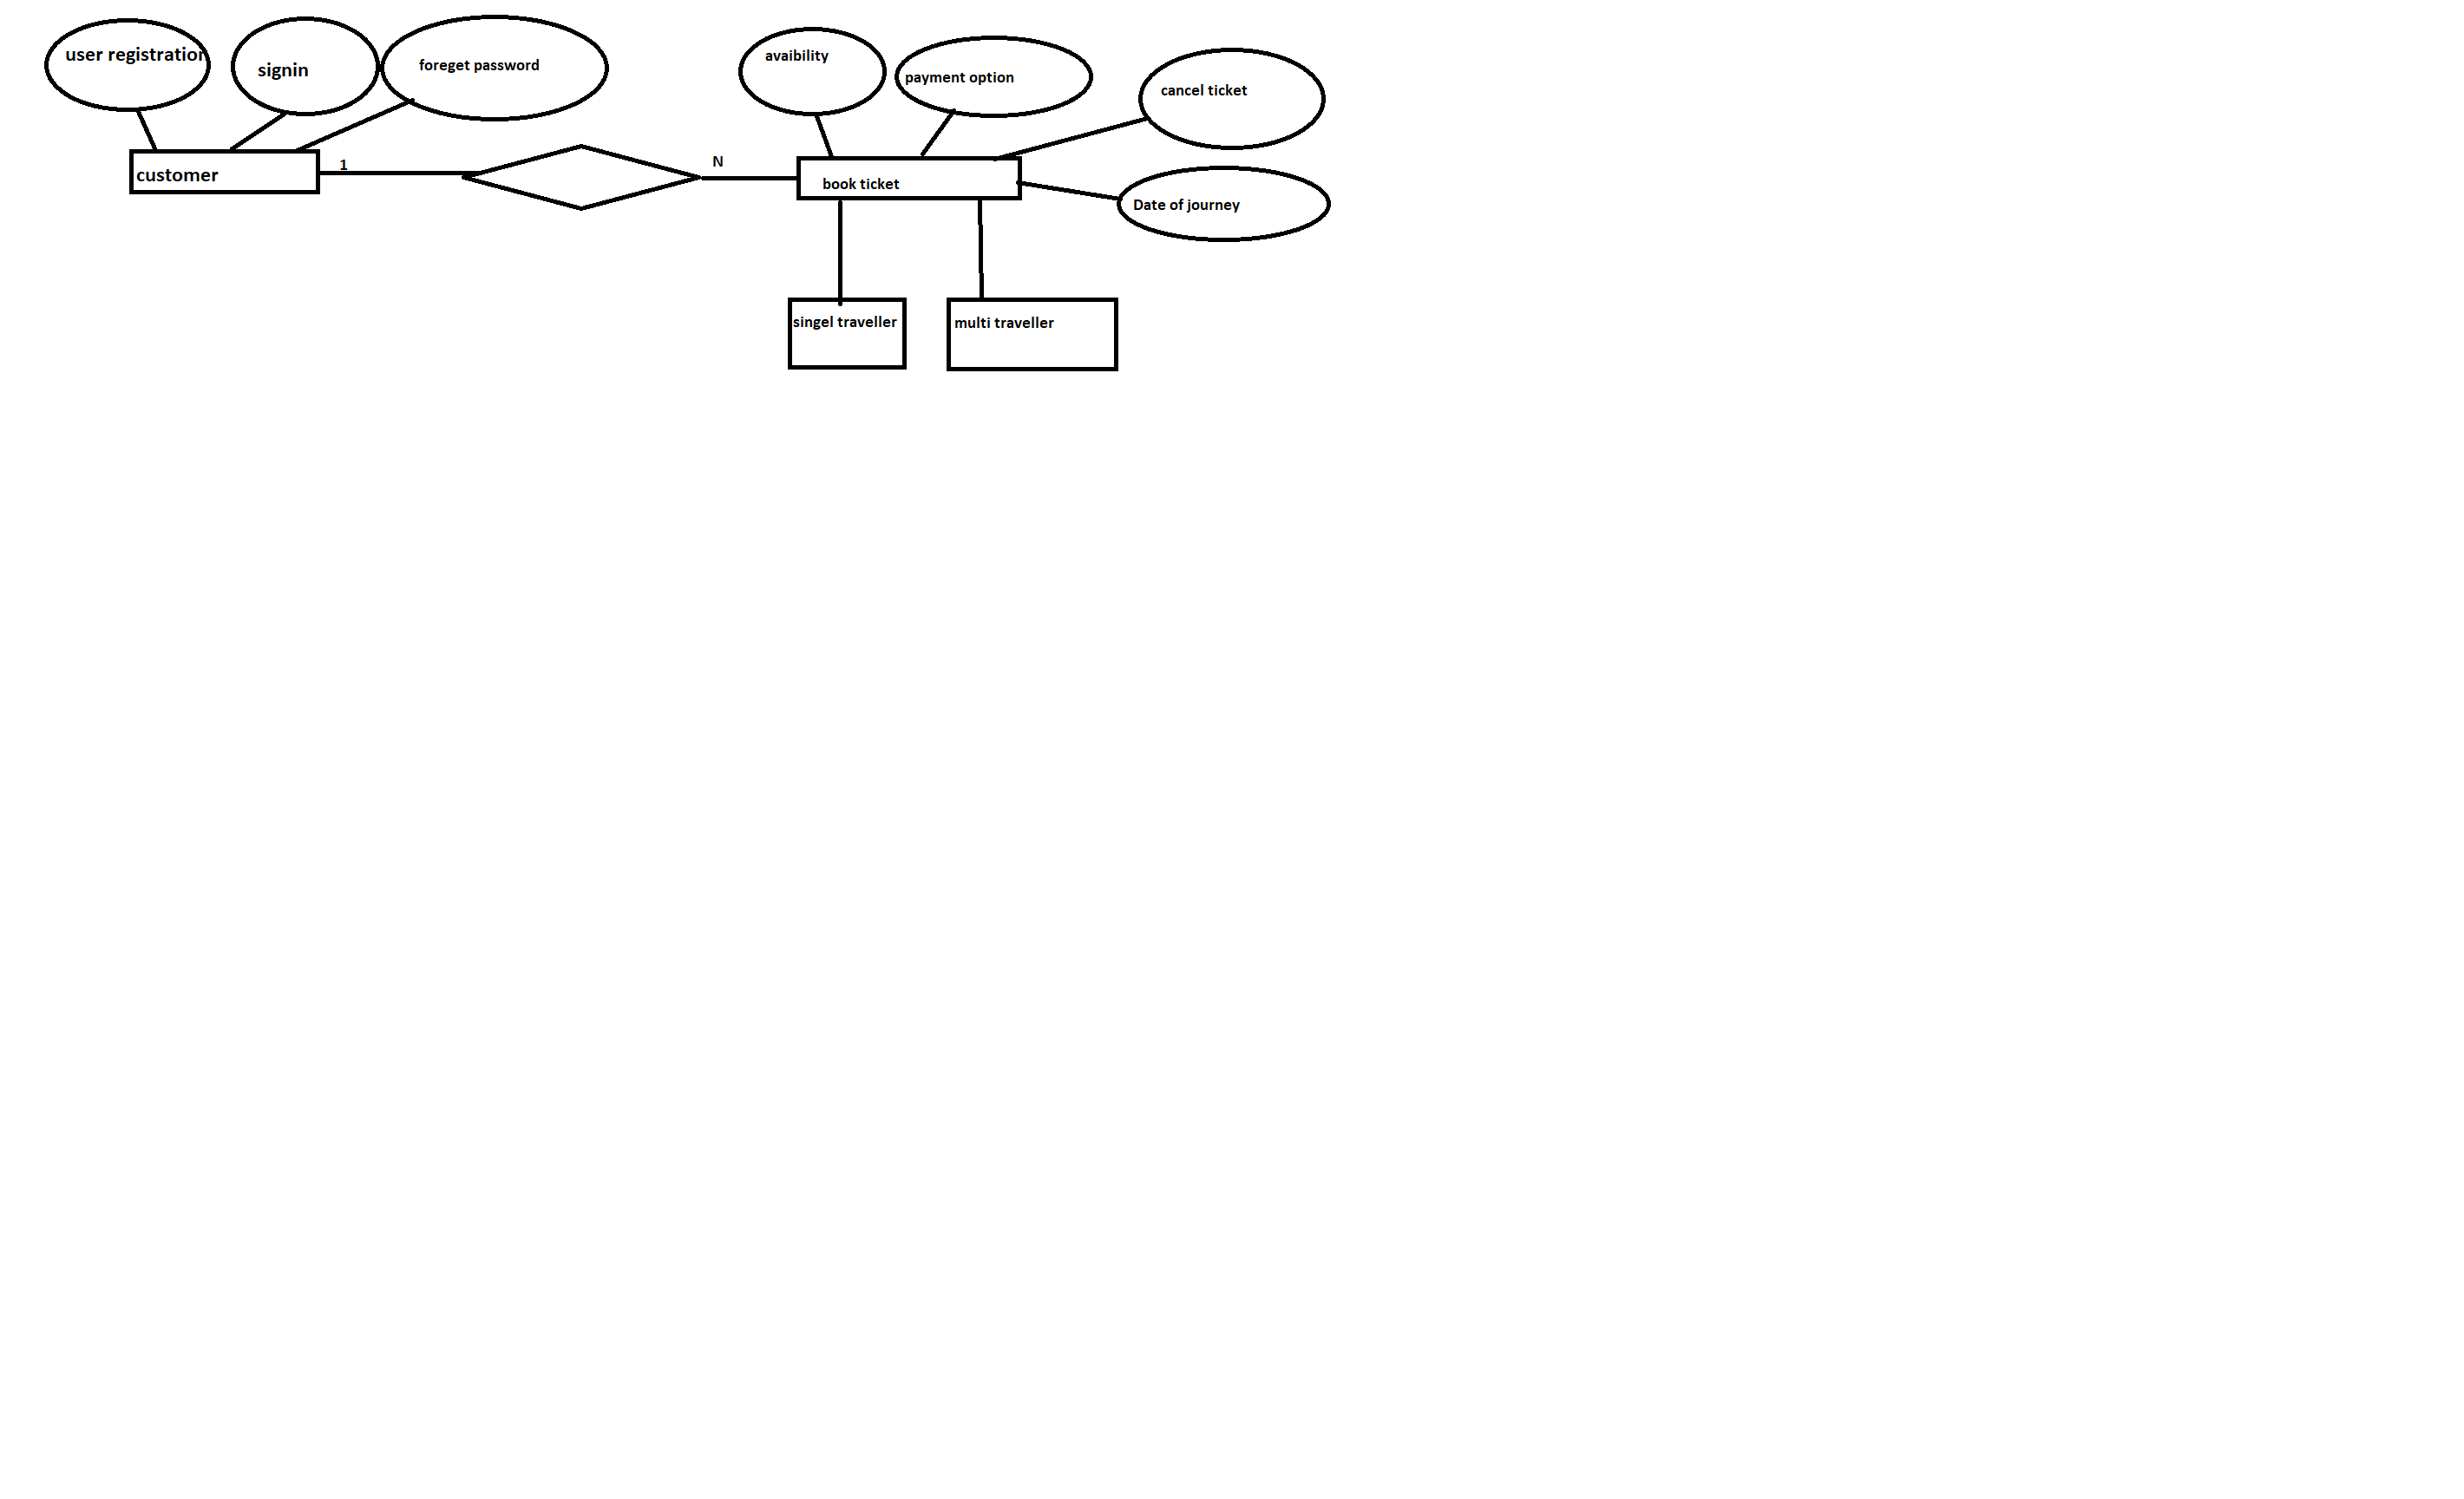 user registration
signin
foreget password
avaibility
payment option
cancel ticket
customer
1
N
book ticket
Date of journey
singel traveller
multi traveller